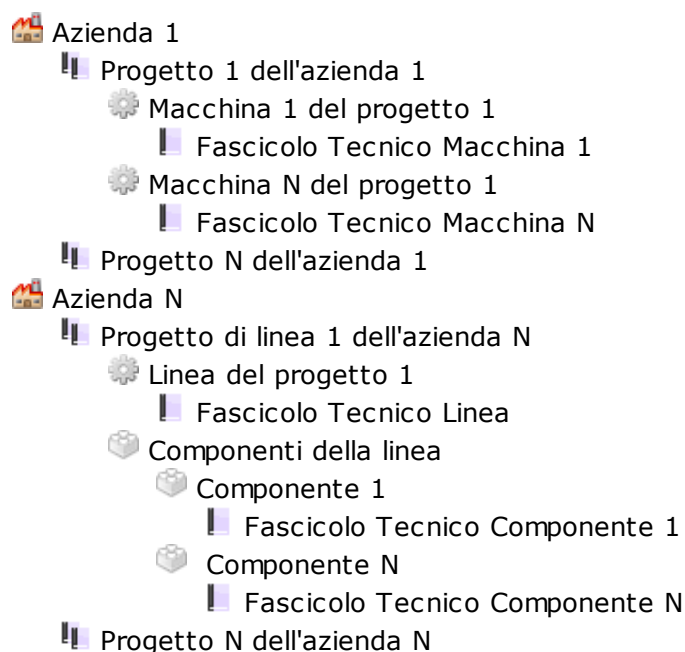 Azienda 1
Progetto 1 dell'azienda 1
Macchina 1 del progetto 1
Fascicolo Tecnico Macchina 1
Macchina N del progetto 1
Fascicolo Tecnico Macchina N
Progetto N dell'azienda 1
Azienda N
Progetto di linea 1 dell'azienda N
Linea del progetto 1
Fascicolo Tecnico Linea
Componenti della linea
Componente 1
Fascicolo Tecnico Componente 1
Componente N
Fascicolo Tecnico Componente N
Progetto N dell'azienda N